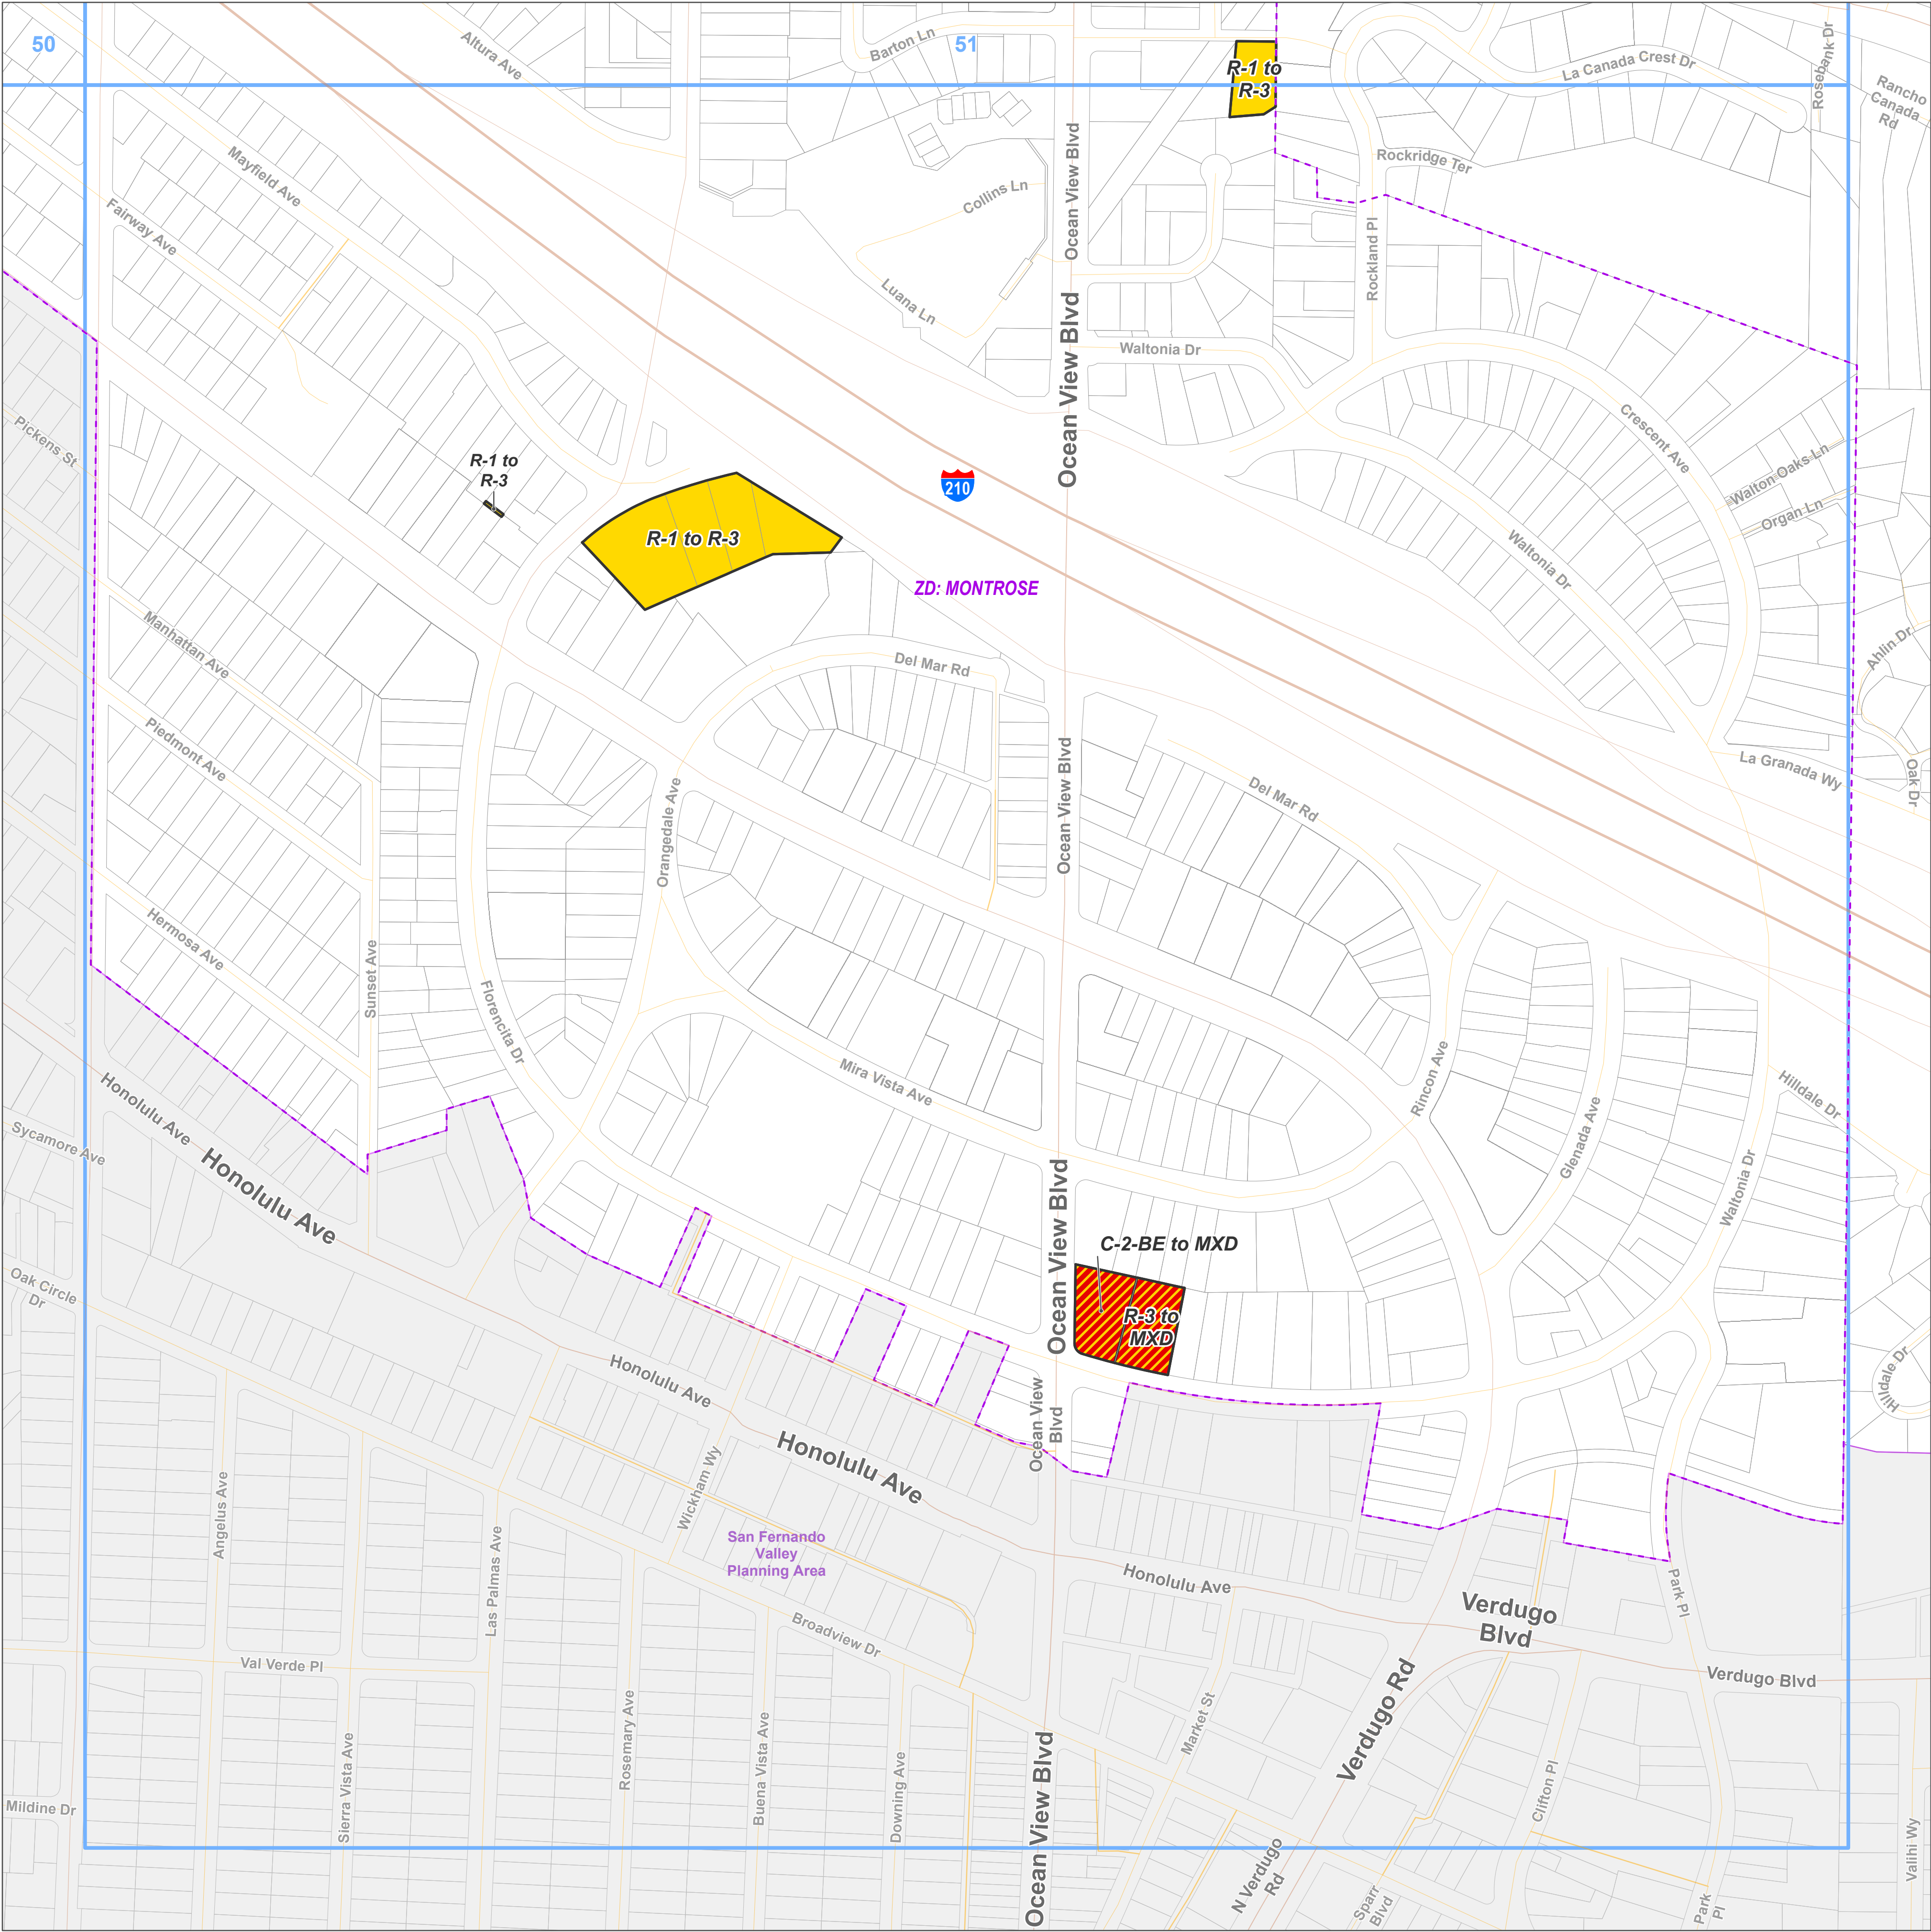 50
51
Altura Ave
Barton Ln
R-1 to
R-3
La Canada Crest Dr
Rosebank Dr
Rancho
Canada
Rd
Mayfield Ave
Fairway Ave
Collins Ln
Ocean View Blvd
Rockridge Ter
Rockland Pl
Luana Ln
Ocean View Blvd
Waltonia Dr
Pickens St
R-1 to
R-3
210
Crescent Ave
Walton Oaks Ln
Organ Ln
R-1 to R-3
ZD: MONTROSE
Waltonia Dr
Manhattan Ave
Del Mar Rd
Ahlin Dr
Piedmont Ave
Orangedale Ave
Ocean View Blvd
Del Mar Rd
La Granada Wy
Oak Dr
Hermosa Ave
Sunset Ave
Florencita Dr
Mira Vista Ave
Rincon Ave
Glenada Ave
Hilldale Dr
Waltonia Dr
Sycamore Ave
Honolulu Ave
Honolulu Ave
Ocean View Blvd
C-2-BE to MXD
R-3 to
MXD
Oak Circle
Dr
Honolulu Ave
Ocean View
Blvd
Hilldale Dr
Honolulu Ave
Angelus Ave
Las Palmas Ave
Wickham Wy
San Fernando
Valley
Planning Area
Honolulu Ave
Verdugo
Blvd
Park Pl
Broadview Dr
Val Verde Pl
Verdugo Blvd
Verdugo Rd
Market St
Mildine Dr
Sierra Vista Ave
Rosemary Ave
Buena Vista Ave
Downing Ave
Ocean View Blvd
N Verdugo
Rd
Clifton Pl
Sparr
Blvd
Park
Pl
Valihi Wy